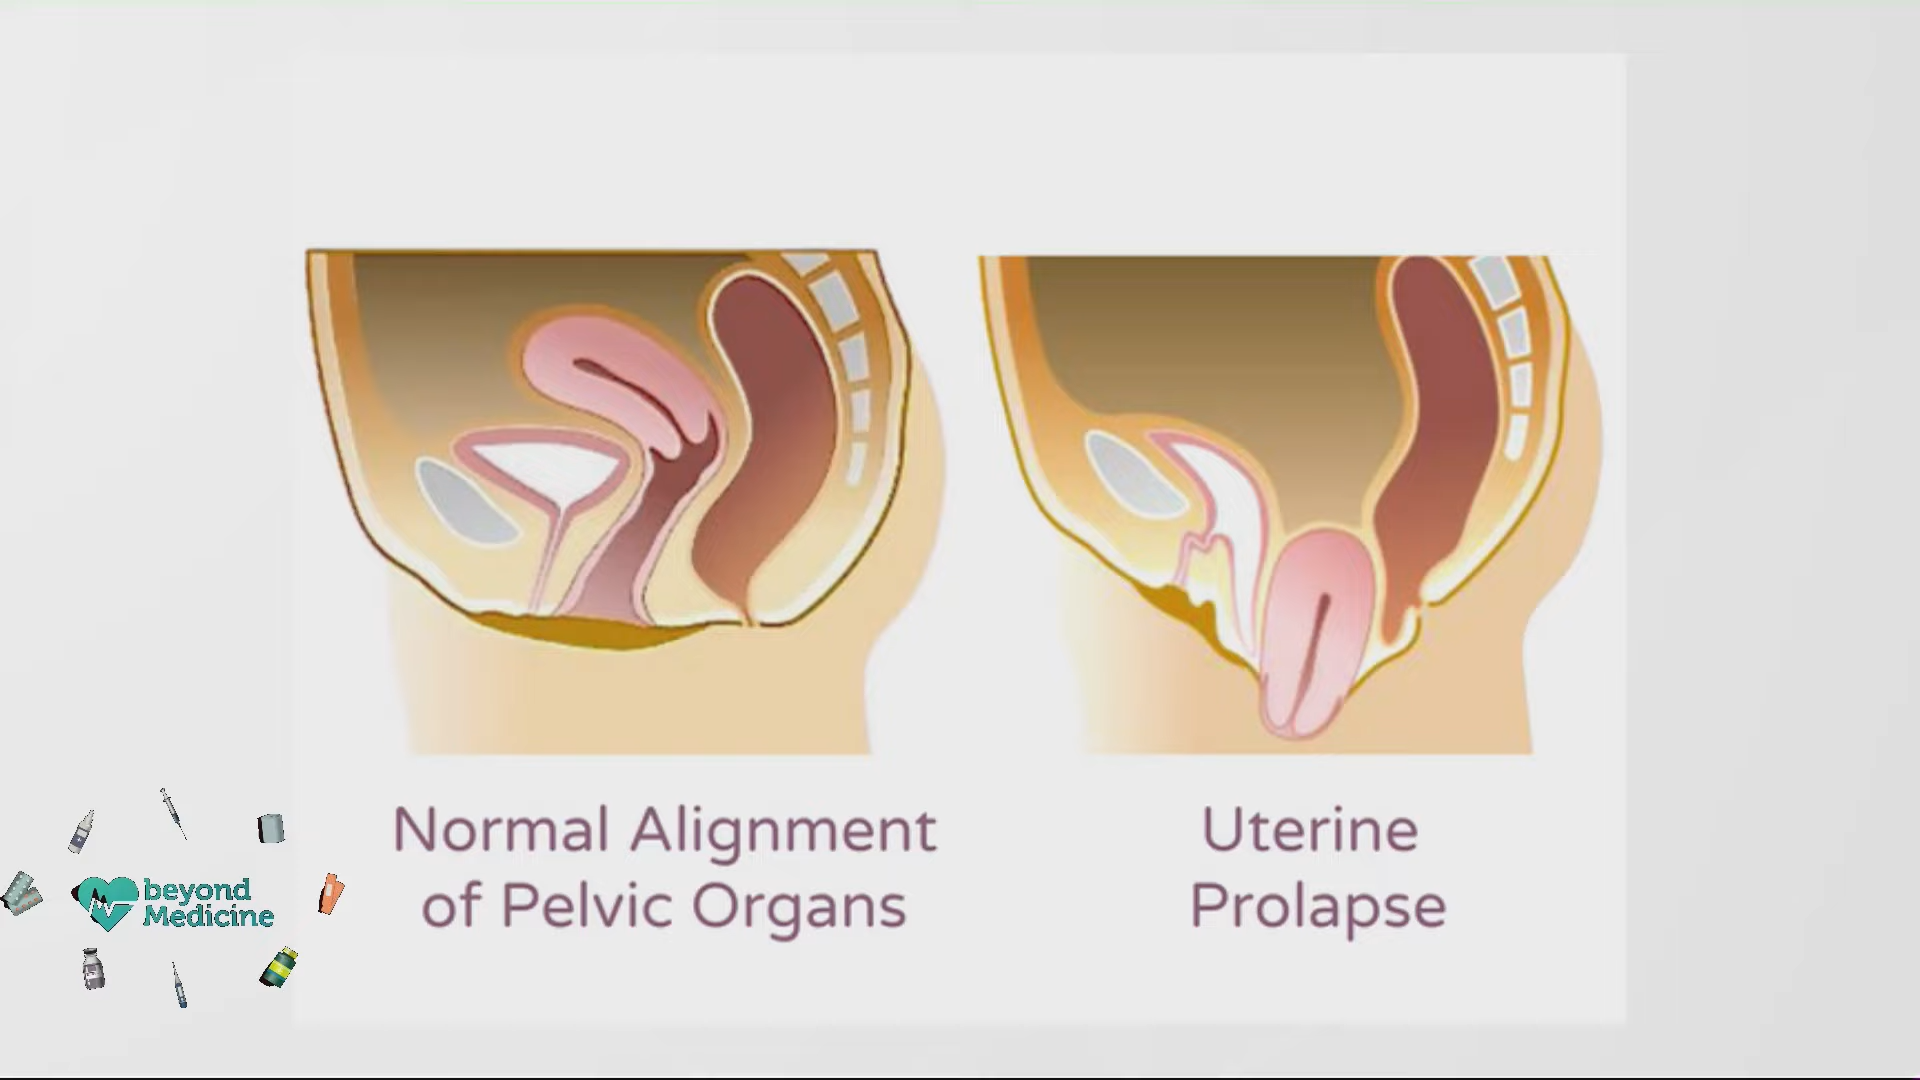 Normal Alignment
of Pelvic Organs
Uterine
Prolapse
beyond
Medicine